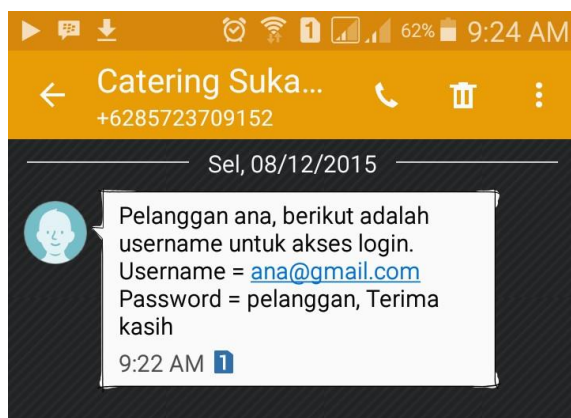 1 62% 9:24 AM
Catering Suka...
+6285723709152
Sel, 08/12/2015
Pelanggan ana, berikut adalah
username untuk akses login.
Username = ana@gmail.com
Password = pelanggan, Terima
kasih
9:22 AM 1